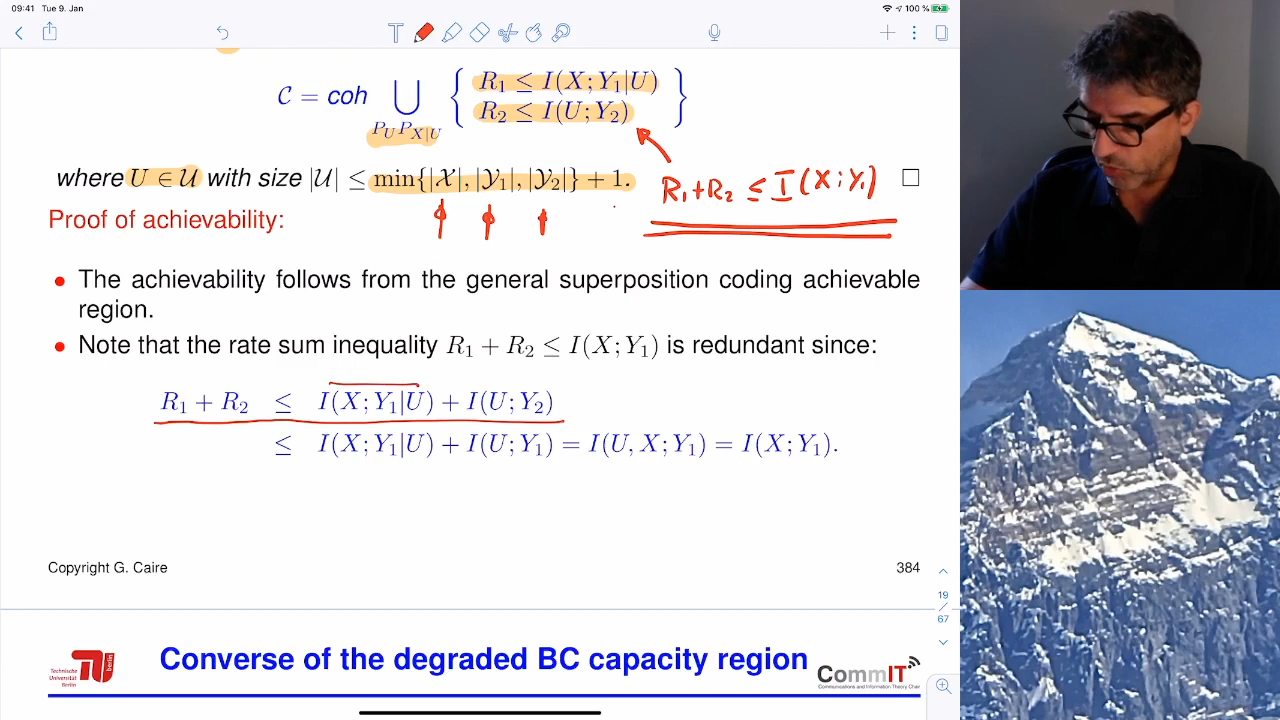 09:41 Tue 9. Jan
100 %
C = coh ⋃ { R₁ ≤ I(X; Y₁|U)
R₂ ≤ I(U; Y₂) }
P_U P_{X|U}
where U ∈ 𝒰 with size |𝒰| ≤ min{|𝒳|, |𝒴₁|, |𝒴₂|} + 1. □
R₁+R₂ ≤ I(X;Y₁)
Proof of achievability:
• The achievability follows from the general superposition coding achievable
region.
• Note that the rate sum inequality R₁ + R₂ ≤ I(X; Y₁) is redundant since:
R₁ + R₂ ≤ I(X; Y₁|U) + I(U; Y₂)
≤ I(X; Y₁|U) + I(U; Y₁) = I(U, X; Y₁) = I(X; Y₁).
Copyright G. Caire 384
19
/
67
Technische
Universität
Berlin
Converse of the degraded BC capacity region
CommIT
Communications and Information Theory Chair